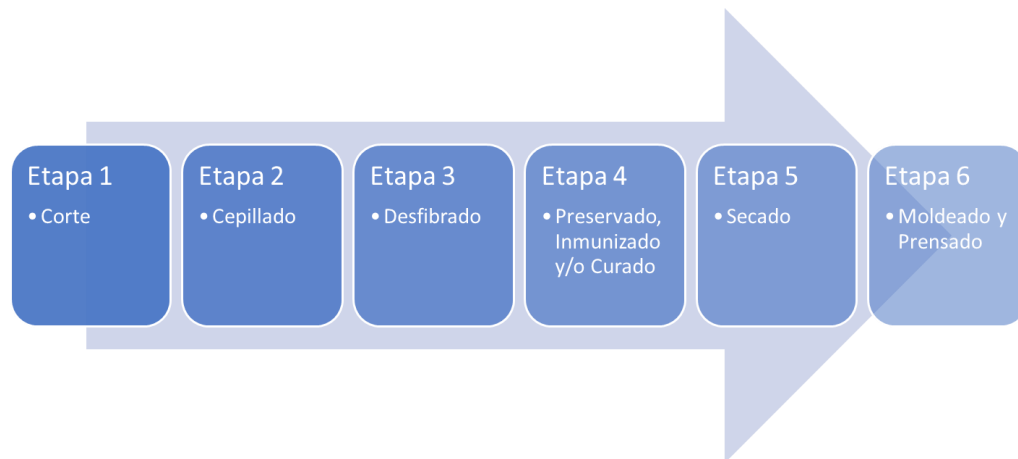 Etapa 1
• Corte
Etapa 2
• Cepillado
Etapa 3
• Desfibrado
Etapa 4
• Preservado,
Inmunizado
y/o Curado
Etapa 5
• Secado
Etapa 6
• Moldeado y
Prensado